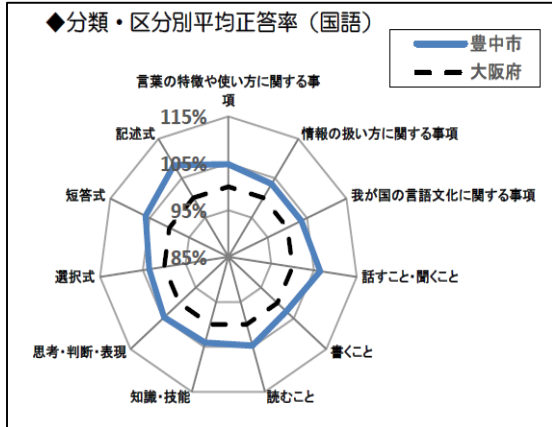 ◆分類・区分別平均正答率（国語）
豊中市
大阪府
言葉の特徴や使い方に関する事
項
115%
105%
95%
85%
情報の扱い方に関する事項
我が国の言語文化に関する事項
話すこと・聞くこと
書くこと
読むこと
知識・技能
思考・判断・表現
選択式
短答式
記述式